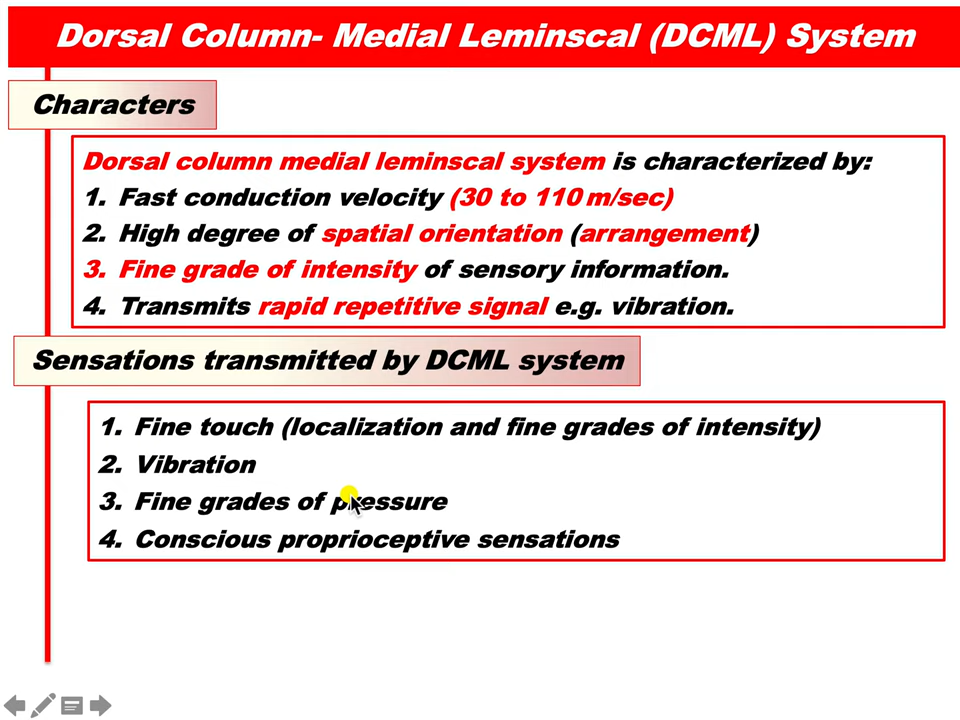 Dorsal Column- Medial Leminscal (DCML) System
Characters
Dorsal column medial leminscal system is characterized by:
1. Fast conduction velocity (30 to 110 m/sec)
2. High degree of spatial orientation (arrangement)
3. Fine grade of intensity of sensory information.
4. Transmits rapid repetitive signal e.g. vibration.
Sensations transmitted by DCML system
1. Fine touch (localization and fine grades of intensity)
2. Vibration
3. Fine grades of pressure
4. Conscious proprioceptive sensations